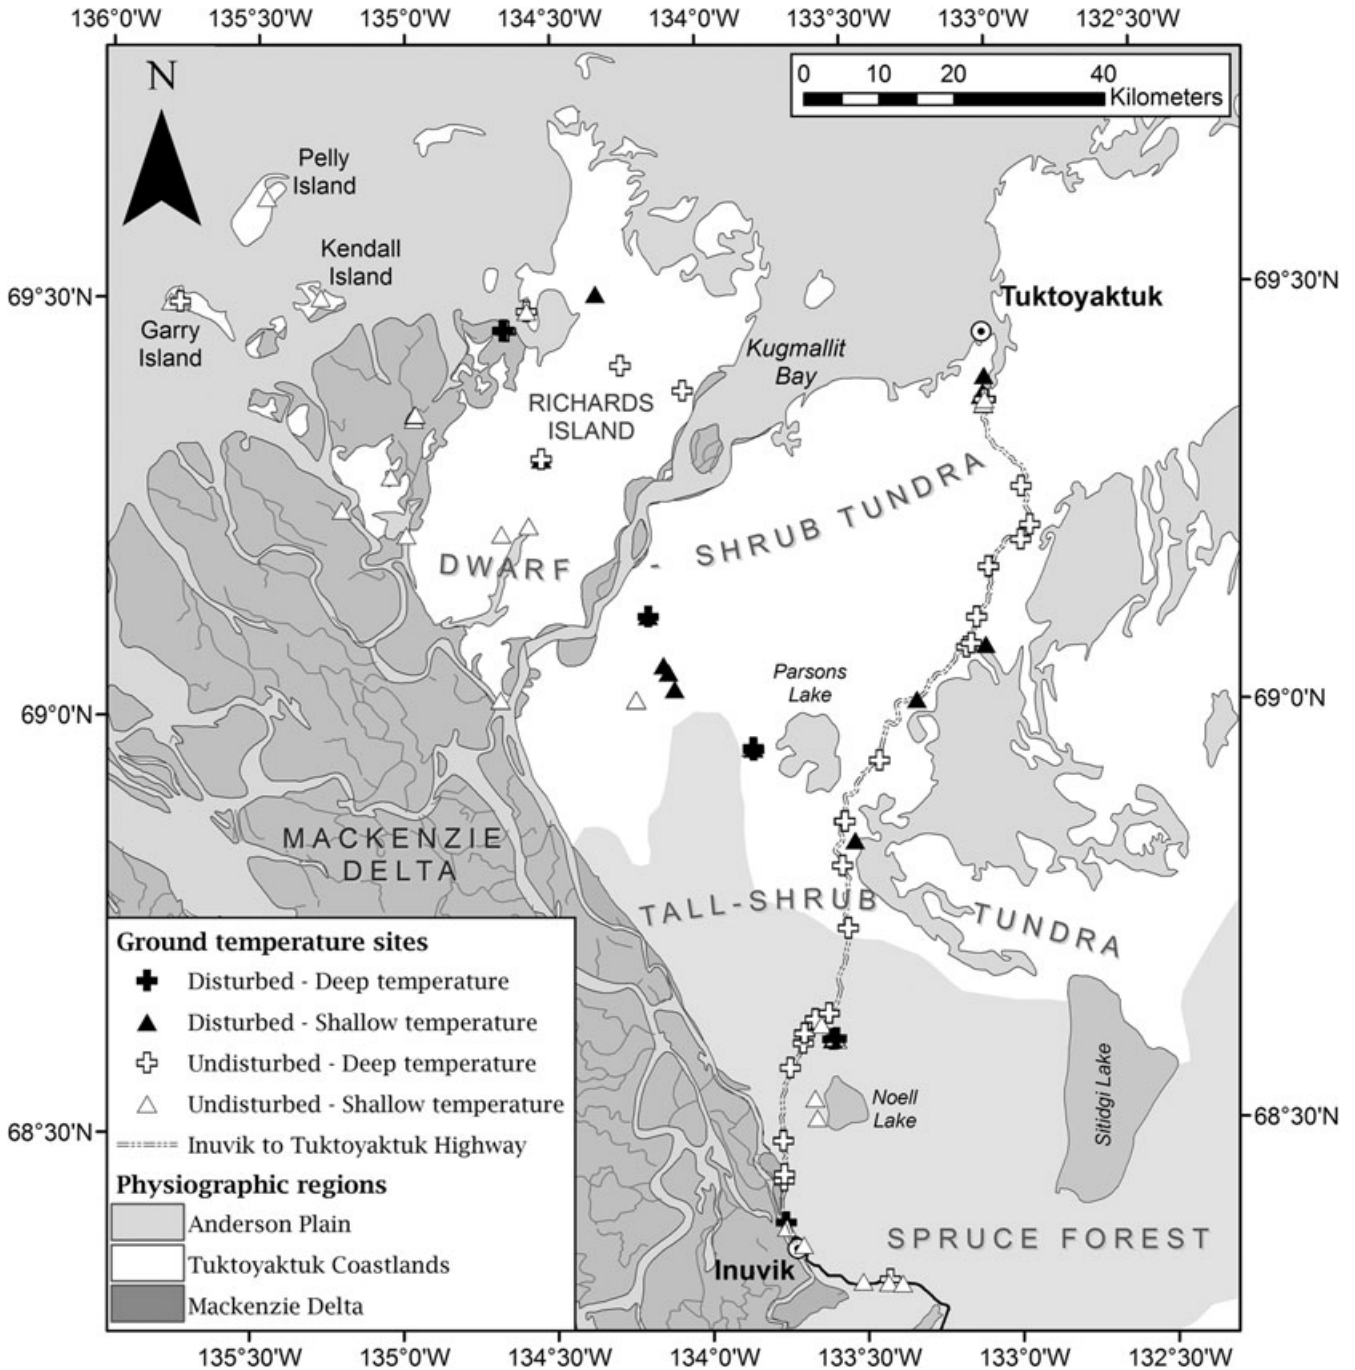 136°0'W 135°30'W 135°0'W 134°30'W 134°0'W 133°30'W 133°0'W 132°30'W
0 10 20 40
Kilometers
N
Pelly
Island
Kendall
Island
69°30'N
69°30'N
Garry
Island
Tuktoyaktuk
Kugmallit
Bay
RICHARDS
ISLAND
DWARF - SHRUB TUNDRA
Parsons
Lake
69°0'N
69°0'N
MACKENZIE
DELTA
TALL-SHRUB TUNDRA
Ground temperature sites
Disturbed - Deep temperature
Disturbed - Shallow temperature
Undisturbed - Deep temperature
Undisturbed - Shallow temperature
Inuvik to Tuktoyaktuk Highway
Physiographic regions
Anderson Plain
Tuktoyaktuk Coastlands
Mackenzie Delta
Noell
Lake
Sitidgi Lake
68°30'N
68°30'N
SPRUCE FOREST
Inuvik
135°30'W 135°0'W 134°30'W 134°0'W 133°30'W 133°0'W 132°30'W